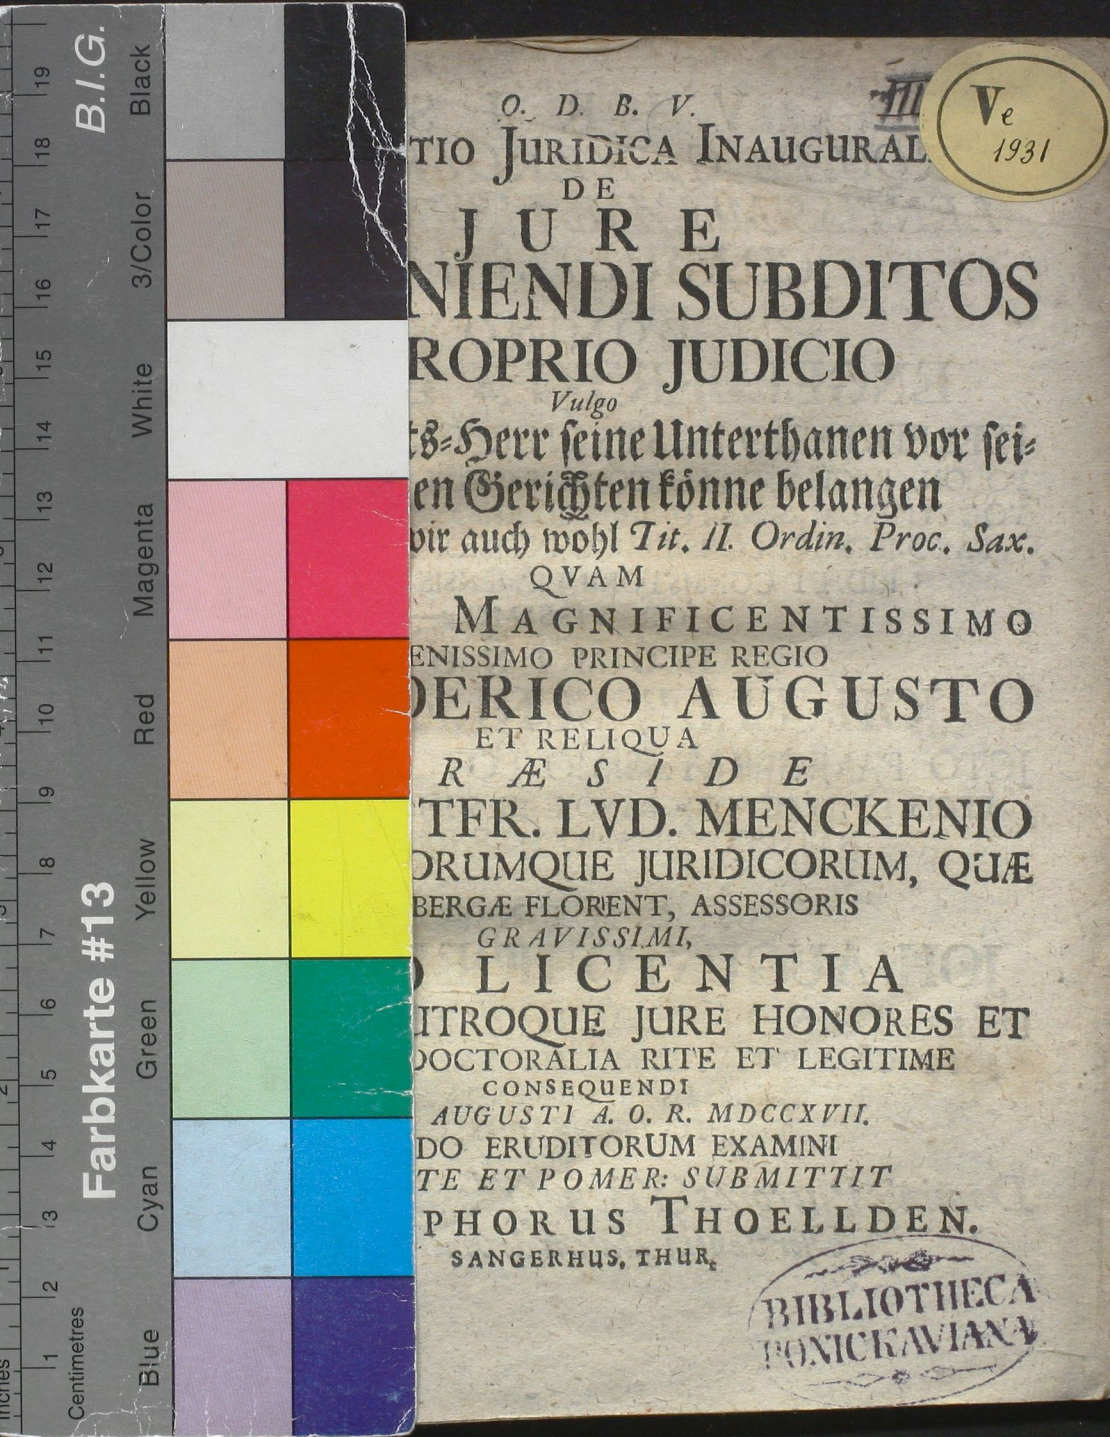 B.I.G.
Farbkarte #13
Black
3/Color
White
Magenta
Red
Yellow
Green
Cyan
Blue
19
18
17
16
15
14
13
12
11
10
9
8
7
6
5
4
3
2
1
Centimetres
Inches
O. D. B. V.
III
Ve
1931
TIO JURIDICA INAUGURAL
DE
JURE
NIENDI SUBDITOS
ROPRIO JUDICIO
Vulgo
ts-Herr seine Unterthanen vor sei-
en Gerichten könne belangen
wir auch wohl Tit. II. Ordin. Proc. Sax.
QVAM
MAGNIFICENTISSIMO
ENISSIMO PRINCIPE REGIO
DERICO AUGUSTO
ET RELIQUA
RÆSIDE
TFR. LVD. MENCKENIO
ORUMQUE JURIDICORUM, QUÆ
BERGÆ FLORENT, ASSESSORIS
GRAVISSIMI,
O LICENTIA
UTROQUE JURE HONORES ET
DOCTORALIA RITE ET LEGITIME
CONSEQUENDI
AUGUSTI A. O. R. MDCCXVII.
DO ERUDITORUM EXAMINI
TE ET POMER: SUBMITTIT
PHORUS THOELLDEN.
SANGERHUS. THUR.
BIBLIOTHECA
PONICKAVIANA